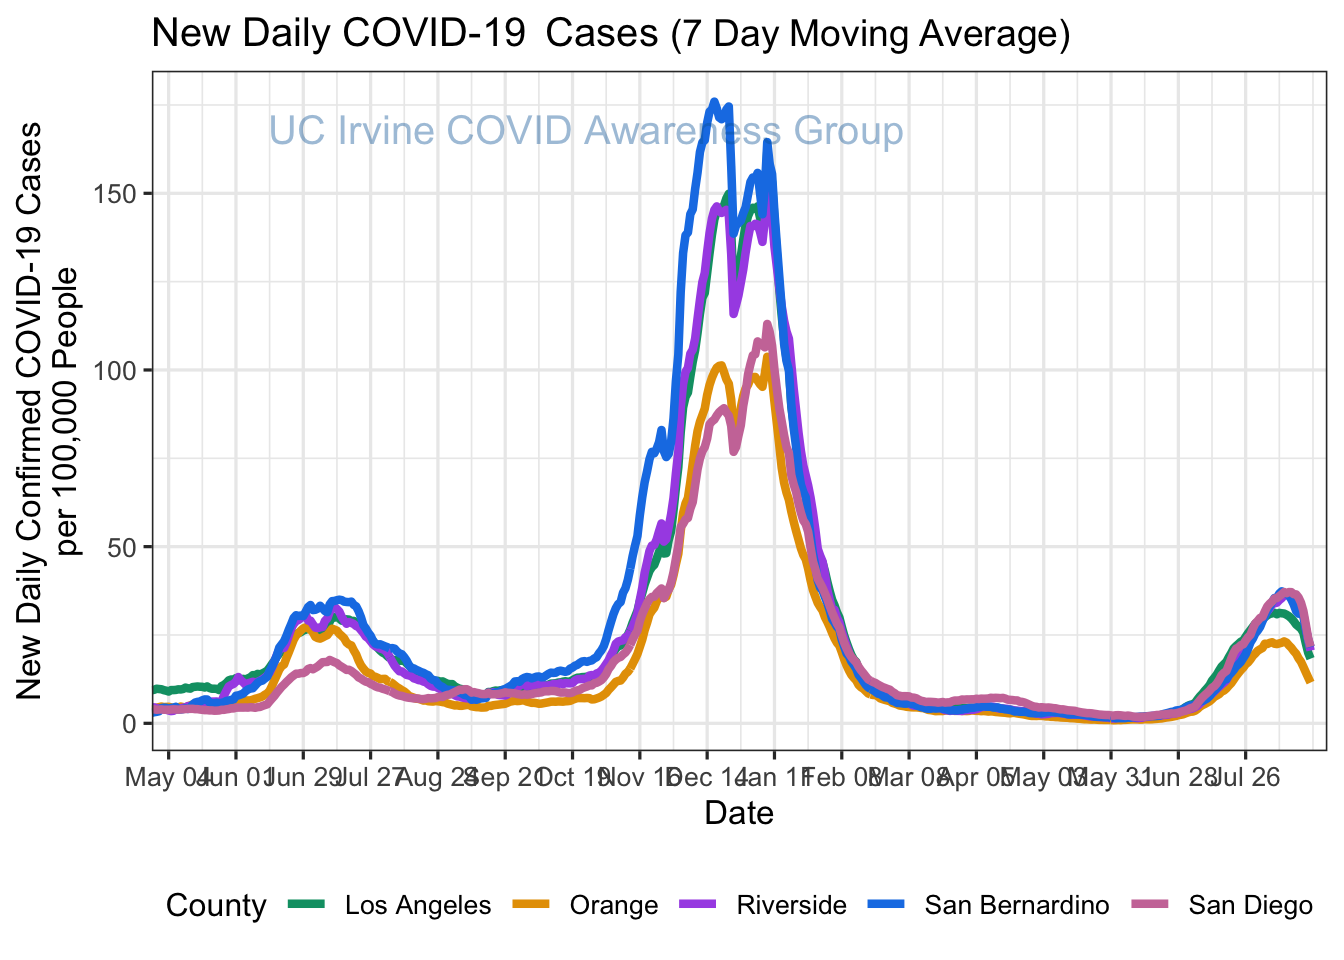 New Daily COVID-19  Cases (7 Day Moving Average)
UC Irvine COVID Awareness Group
New Daily Confirmed COVID-19 Cases
per 100,000 People
150
100
50
0
May 04 Jun 01 Jun 29 Jul 27 Aug 24 Sep 21 Oct 19 Nov 16 Dec 14 Jan 11 Feb 08 Mar 08 Apr 05 May 03 May 31 Jun 28 Jul 26
Date
County Los Angeles Orange Riverside San Bernardino San Diego